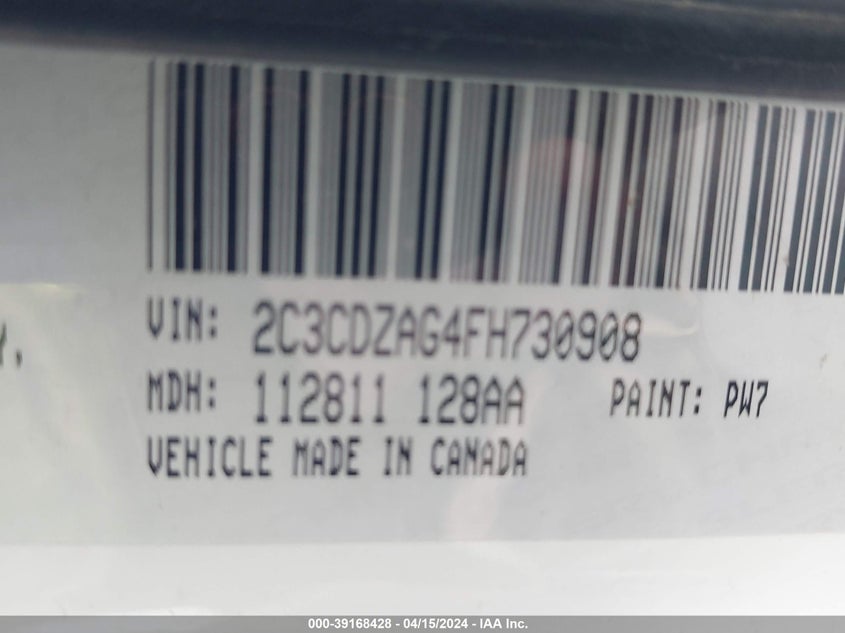 VIN: 2C3CDZAG4FH730908
MDH: 112811 128AA PAINT: PW7
VEHICLE MADE IN CANADA
000-39168428 - 04/15/2024 - IAA Inc.